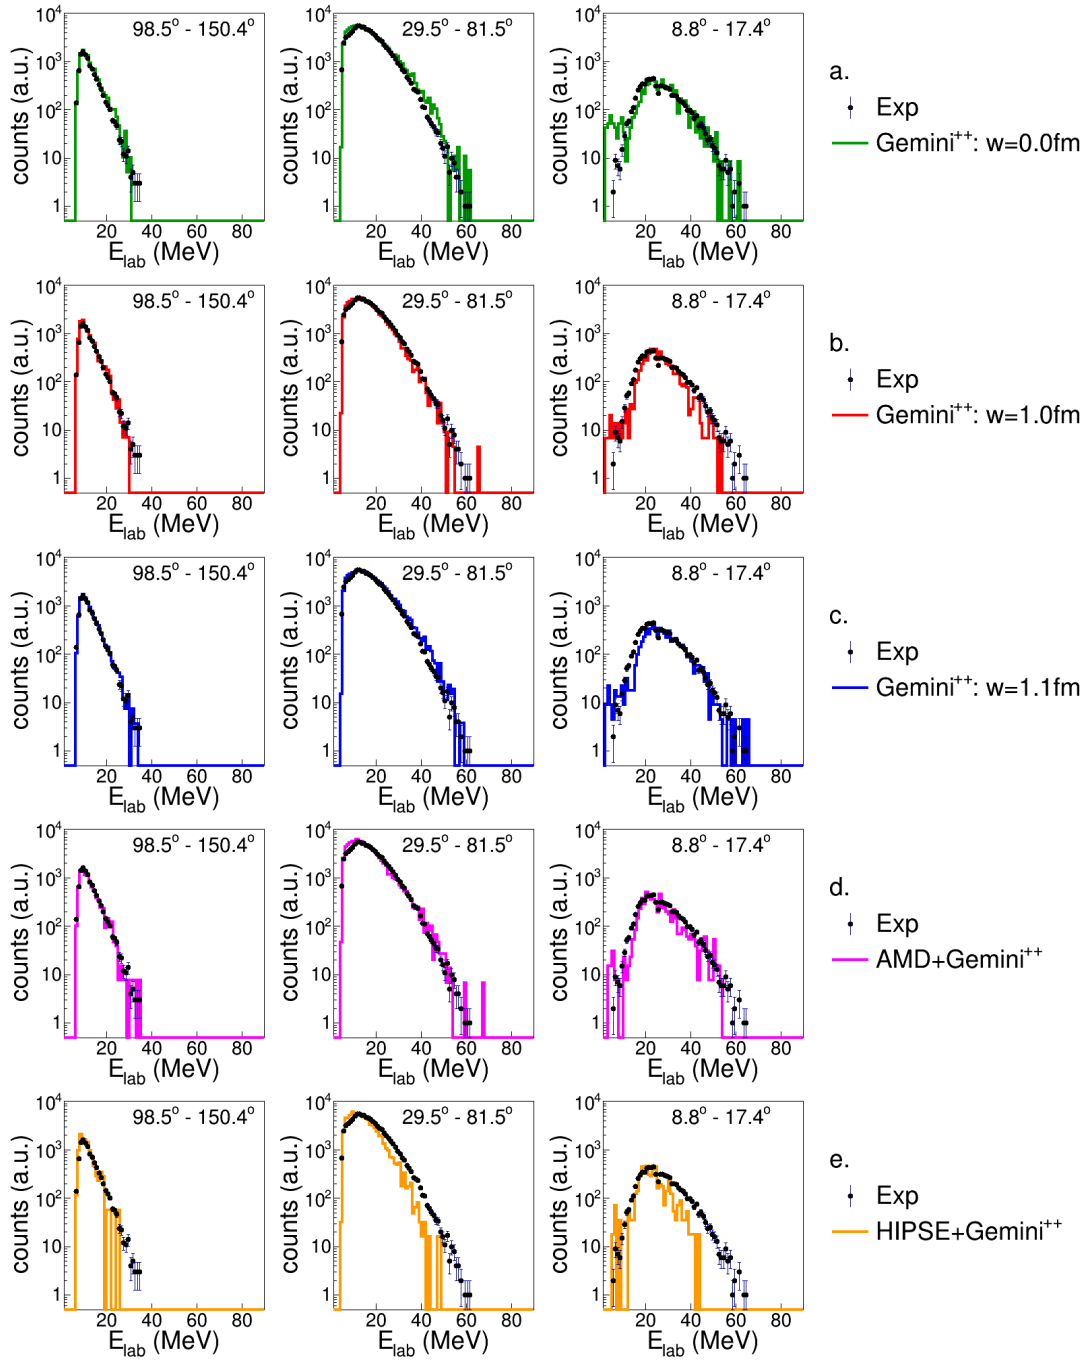 98.5° - 150.4°
29.5° - 81.5°
8.8° - 17.4°
counts (a.u.)
counts (a.u.)
counts (a.u.)
10⁴
10³
10²
10
1
10⁴
10³
10²
10
1
10⁴
10³
10²
10
1
20 40 60 80
20 40 60 80
20 40 60 80
E_lab (MeV)
E_lab (MeV)
E_lab (MeV)
a.
Exp
Gemini⁺⁺: w=0.0fm
98.5° - 150.4°
29.5° - 81.5°
8.8° - 17.4°
counts (a.u.)
counts (a.u.)
counts (a.u.)
10⁴
10³
10²
10
1
10⁴
10³
10²
10
1
10⁴
10³
10²
10
1
20 40 60 80
20 40 60 80
20 40 60 80
E_lab (MeV)
E_lab (MeV)
E_lab (MeV)
b.
Exp
Gemini⁺⁺: w=1.0fm
98.5° - 150.4°
29.5° - 81.5°
8.8° - 17.4°
counts (a.u.)
counts (a.u.)
counts (a.u.)
10⁴
10³
10²
10
1
10⁴
10³
10²
10
1
10⁴
10³
10²
10
1
20 40 60 80
20 40 60 80
20 40 60 80
E_lab (MeV)
E_lab (MeV)
E_lab (MeV)
c.
Exp
Gemini⁺⁺: w=1.1fm
98.5° - 150.4°
29.5° - 81.5°
8.8° - 17.4°
counts (a.u.)
counts (a.u.)
counts (a.u.)
10⁴
10³
10²
10
1
10⁴
10³
10²
10
1
10⁴
10³
10²
10
1
20 40 60 80
20 40 60 80
20 40 60 80
E_lab (MeV)
E_lab (MeV)
E_lab (MeV)
d.
Exp
AMD+Gemini⁺⁺
98.5° - 150.4°
29.5° - 81.5°
8.8° - 17.4°
counts (a.u.)
counts (a.u.)
counts (a.u.)
10⁴
10³
10²
10
1
10⁴
10³
10²
10
1
10⁴
10³
10²
10
1
20 40 60 80
20 40 60 80
20 40 60 80
E_lab (MeV)
E_lab (MeV)
E_lab (MeV)
e.
Exp
HIPSE+Gemini⁺⁺